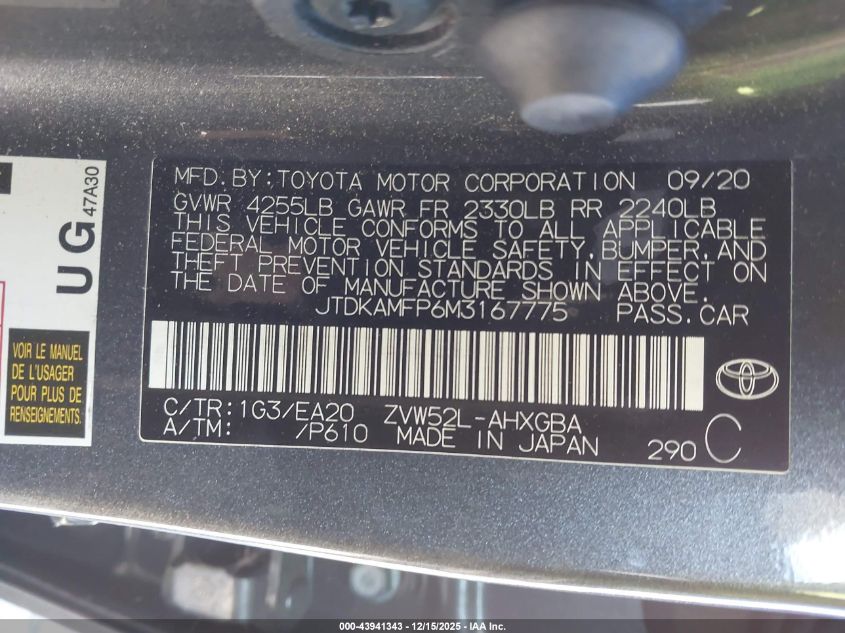 MFD. BY: TOYOTA MOTOR CORPORATION 09/20
GVWR 4255LB GAWR FR 2330LB RR 2240LB
THIS VEHICLE CONFORMS TO ALL APPLICABLE
FEDERAL MOTOR VEHICLE SAFETY, BUMPER, AND
THEFT PREVENTION STANDARDS IN EFFECT ON
THE DATE OF MANUFACTURE SHOWN ABOVE.
JTDKAMFP6M3167775 PASS.CAR
C/TR: 1G3/EA20 ZVW52L-AHXGBA
A/TM: /P610 MADE IN JAPAN 290 C
UG
47A30
VOIR LE MANUEL
DE L'USAGER
POUR PLUS DE
RENSEIGNEMENTS
000-43941343 - 12/15/2025 - IAA Inc.